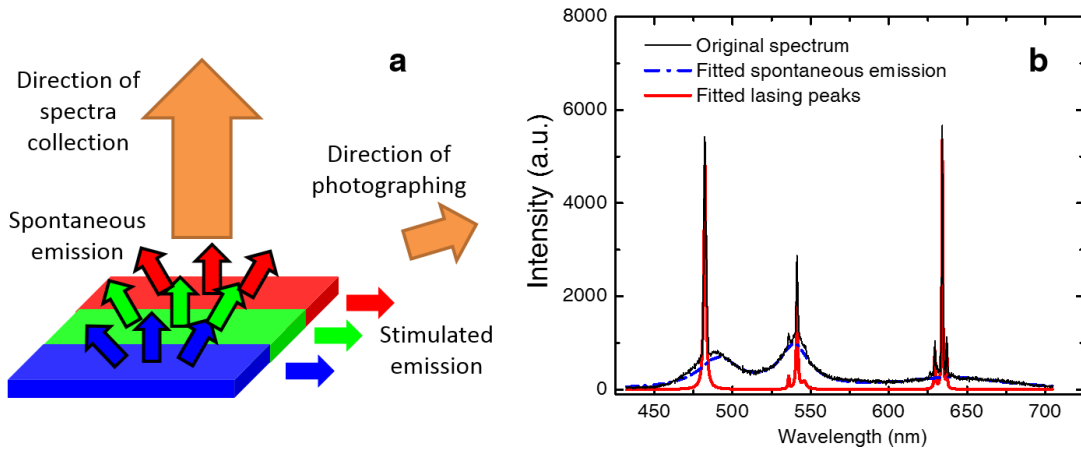 a
Direction of
spectra
collection
Direction of
photographing
Spontaneous
emission
Stimulated
emission
b
Original spectrum
Fitted spontaneous emission
Fitted lasing peaks
Intensity (a.u.)
8000
6000
4000
2000
0
450 500 550 600 650 700
Wavelength (nm)